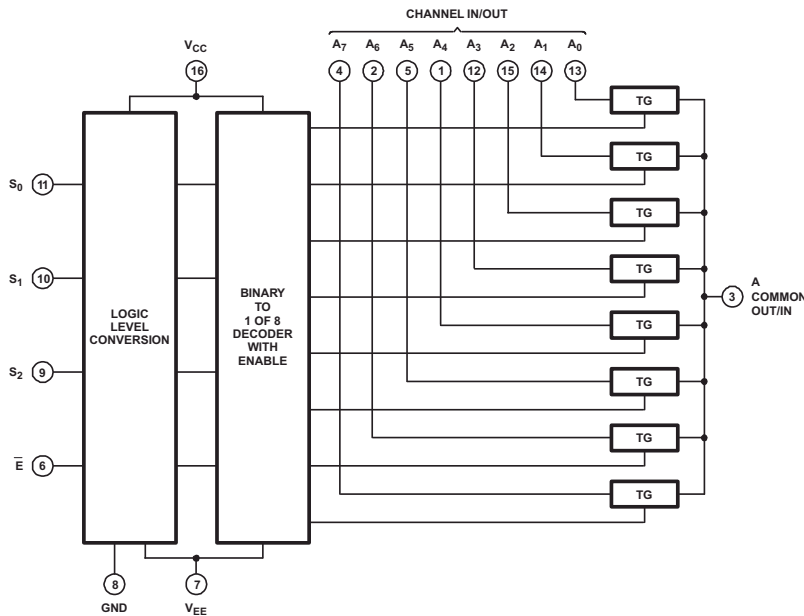 CHANNEL IN/OUT
VCC A7 A6 A5 A4 A3 A2 A1 A0
16 4 2 5 1 12 15 14 13
TG
TG
S0 11
TG
TG
S1 10
A
3 COMMON
OUT/IN
LOGIC
LEVEL
CONVERSION
BINARY
TO
1 OF 8
DECODER
WITH
ENABLE
TG
S2 9
TG
TG
E̅ 6
TG
8 7
GND VEE